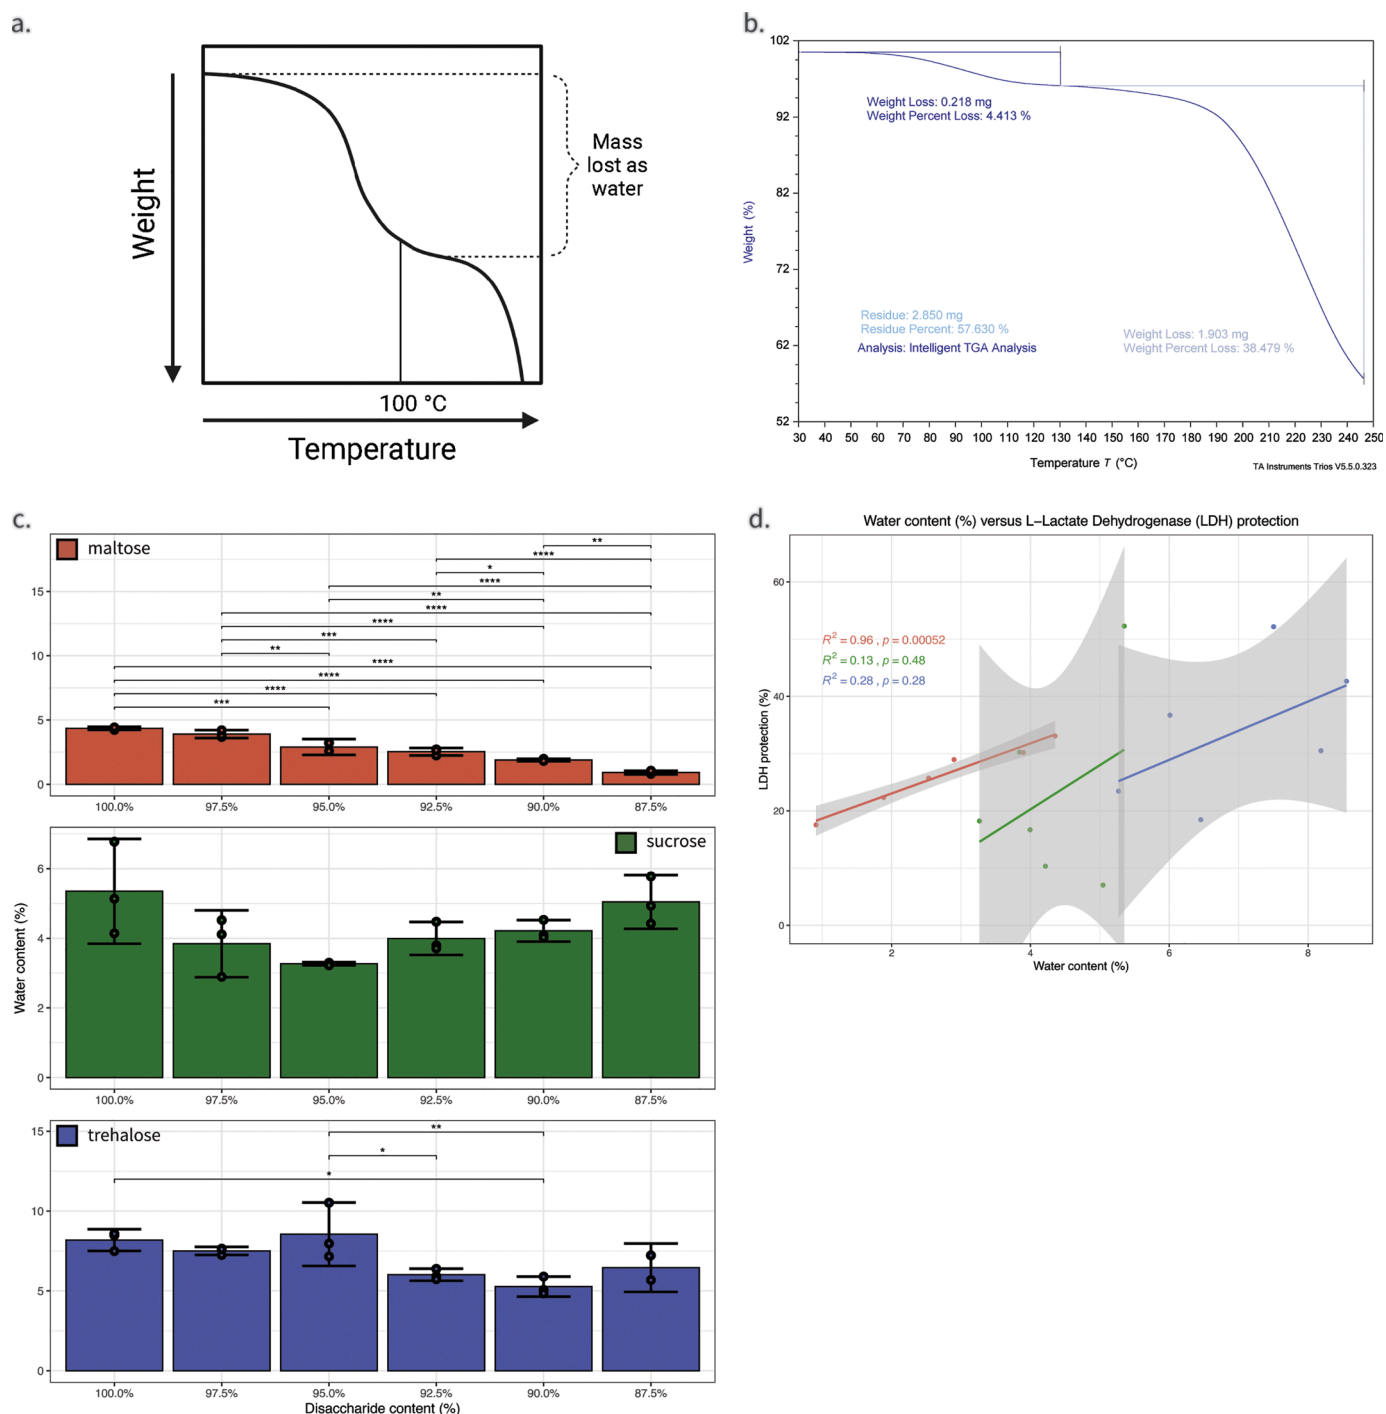 a.
Weight
Mass
lost as
water
100 °C
Temperature
b.
102
92
82
72
62
52
Weight (%)
Weight Loss: 0.218 mg
Weight Percent Loss: 4.413 %
Residue: 2.850 mg
Residue Percent: 57.630 %
Analysis: Intelligent TGA Analysis
Weight Loss: 1.903 mg
Weight Percent Loss: 38.479 %
30 40 50 60 70 80 90 100 110 120 130 140 150 160 170 180 190 200 210 220 230 240 250
Temperature T (°C)
TA Instruments Trios V5.5.0.323
c.
maltose
**
****
*
****
**
****
****
***
**
****
****
****
***
15
10
5
0
100.0% 97.5% 95.0% 92.5% 90.0% 87.5%
sucrose
6
4
2
0
Water content (%)
100.0% 97.5% 95.0% 92.5% 90.0% 87.5%
trehalose
**
*
*
15
10
5
0
100.0% 97.5% 95.0% 92.5% 90.0% 87.5%
Disaccharide content (%)
d.
Water content (%) versus L−Lactate Dehydrogenase (LDH) protection
R² = 0.96 , p = 0.00052
R² = 0.13 , p = 0.48
R² = 0.28 , p = 0.28
60
40
20
0
LDH protection (%)
2 4 6 8
Water content (%)